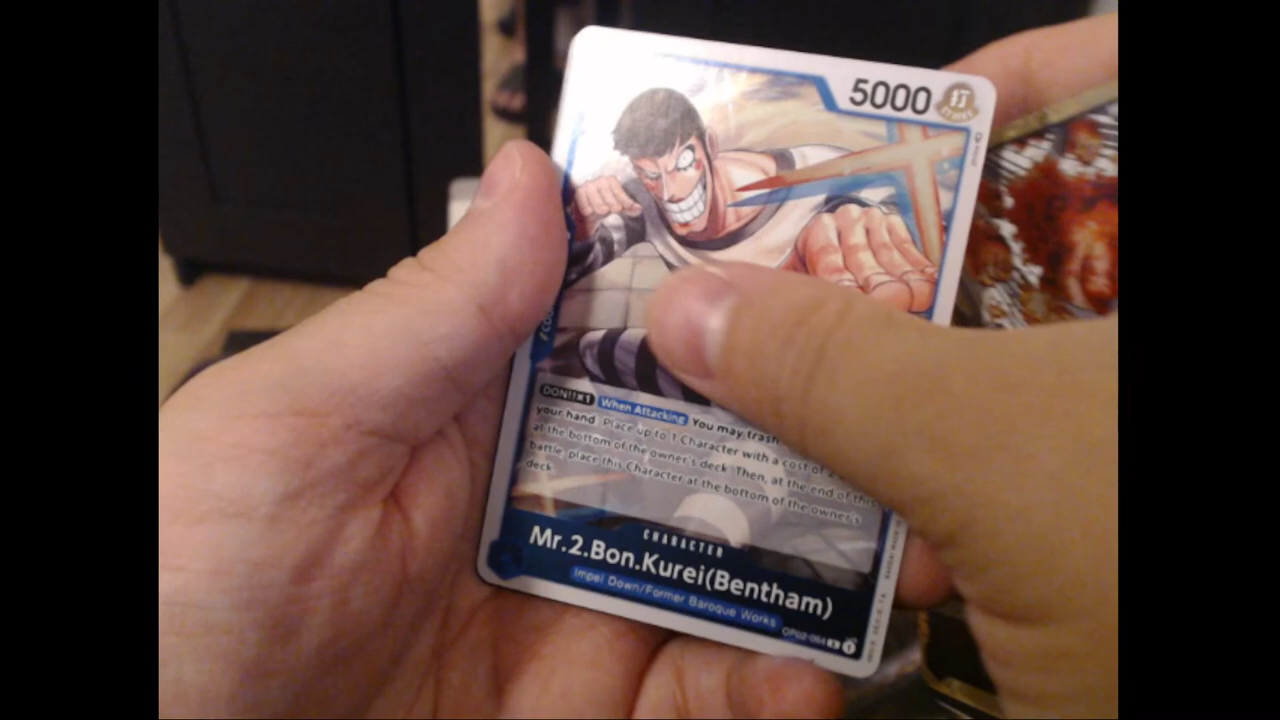 5000
打
DON!!×1 When Attacking You may trash
your hand Place up to 1 Character with a cost of 2
at the bottom of the owner's deck Then, at the end of this
battle, place this Character at the bottom of the owner's
deck
CHARACTER
Mr.2.Bon.Kurei(Bentham)
Impel Down/Former Baroque Works
OP02-064